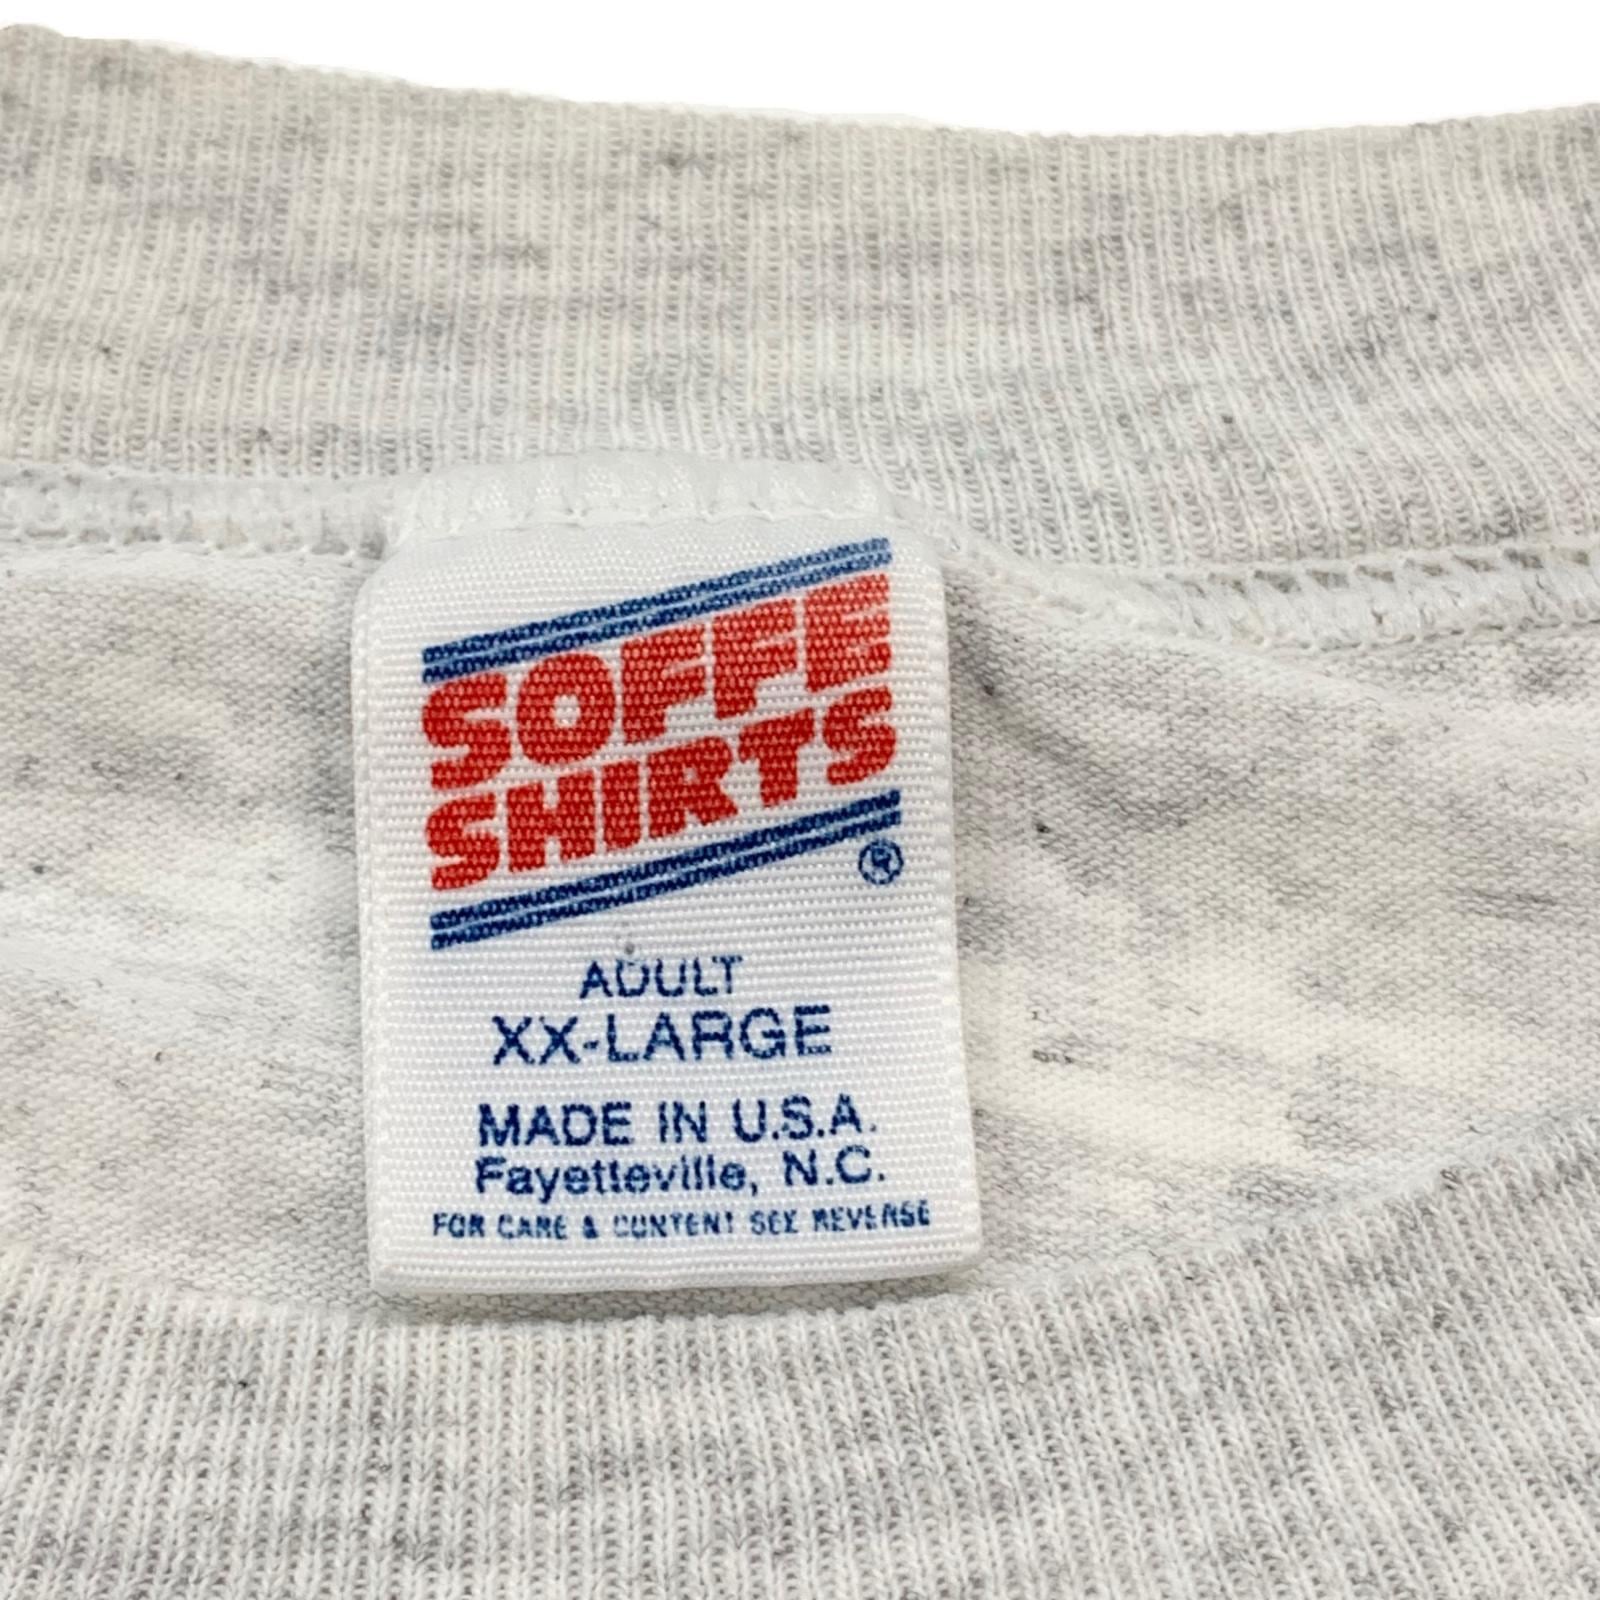 SOFFE
SHIRTS
®
ADULT
XX-LARGE
MADE IN U.S.A.
Fayetteville, N.C.
FOR CARE & CONTENT SEE REVERSE